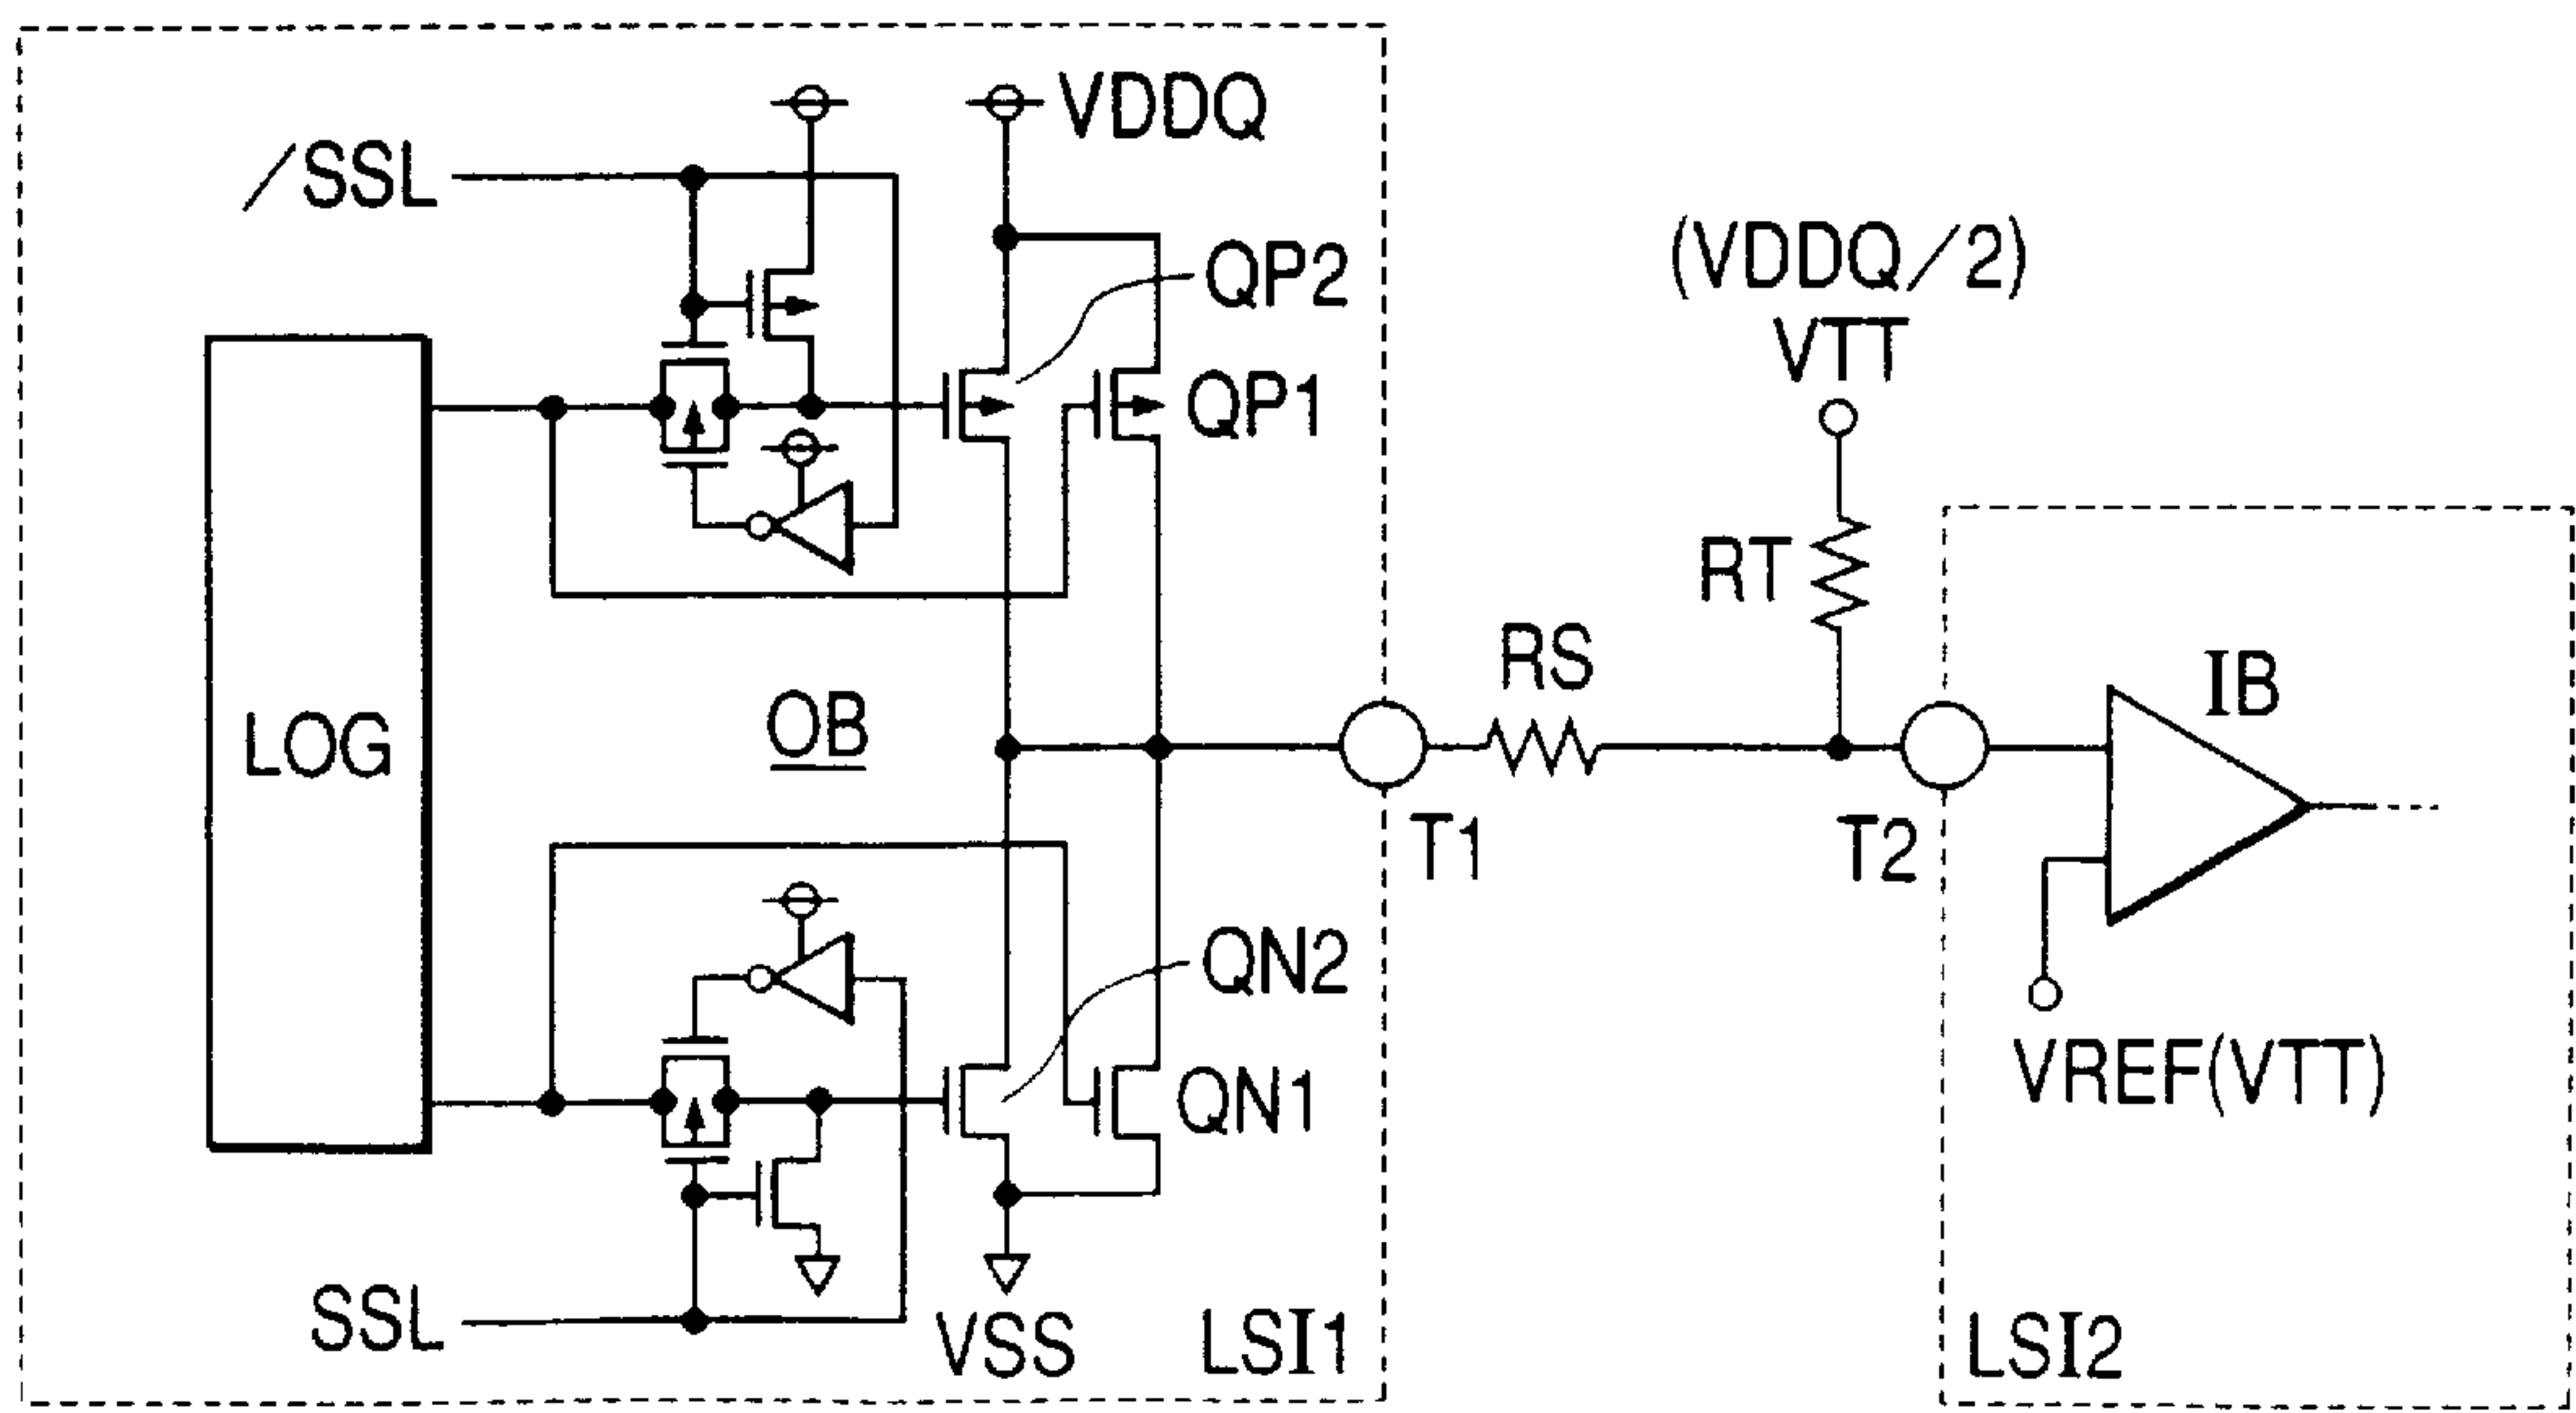 VDDQ
/SSL
QP2
(VDDQ/2)
VTT
QP1
RT
RS
IB
OB
LOG
T1
T2
QN2
VREF(VTT)
QN1
SSL
VSS
LSI1
LSI2